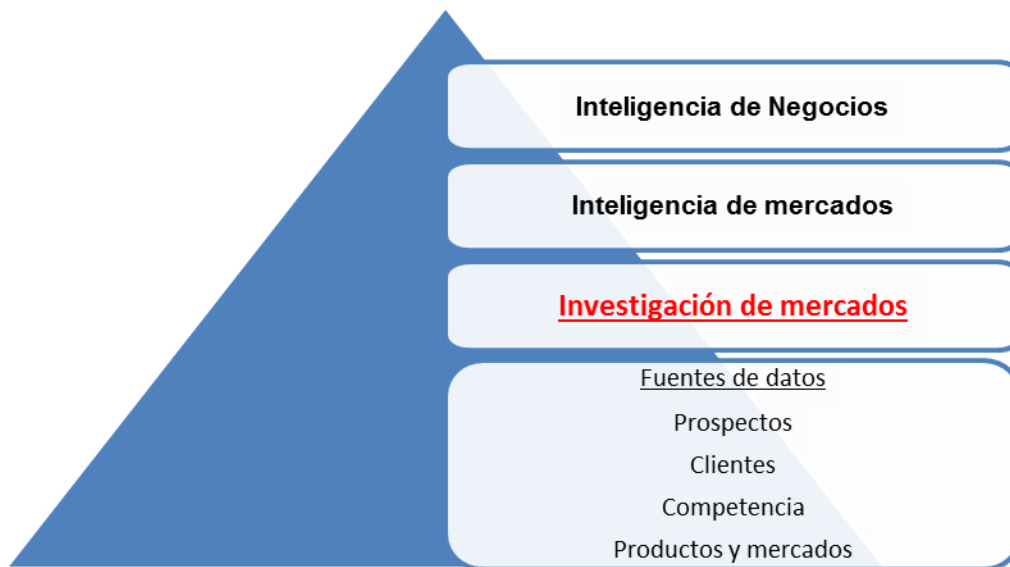 Inteligencia de Negocios
Inteligencia de mercados
Investigación de mercados
Fuentes de datos
Prospectos
Clientes
Competencia
Productos y mercados